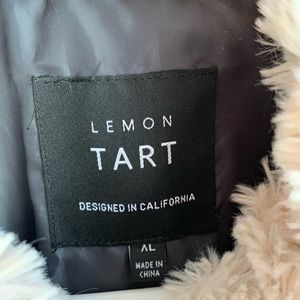 LEMON
TART
DESIGNED IN CALIFORNIA
XL
MADE IN
CHINA